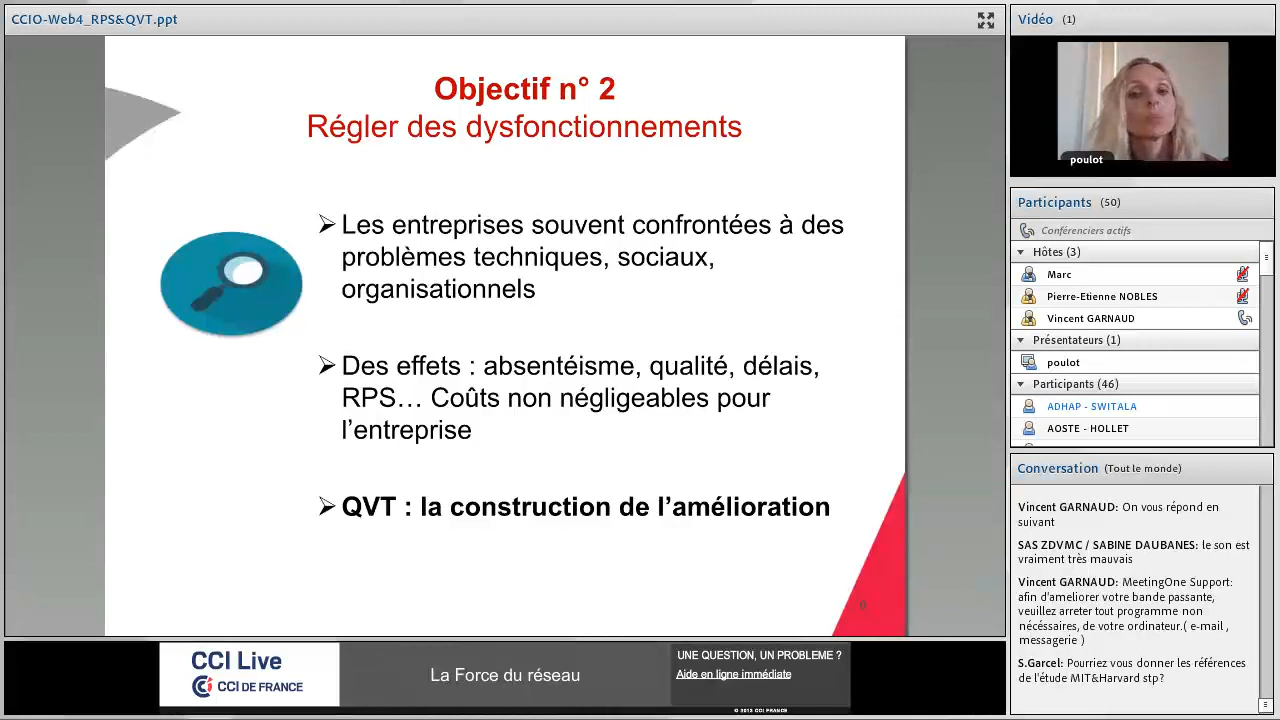 CCIO-Web4_RPS&QVT.ppt
Objectif n° 2
Régler des dysfonctionnements
Les entreprises souvent confrontées à des
problèmes techniques, sociaux,
organisationnels
Des effets : absentéisme, qualité, délais,
RPS… Coûts non négligeables pour
l’entreprise
QVT : la construction de l’amélioration
CCI Live
CCI DE FRANCE
La Force du réseau
UNE QUESTION, UN PROBLEME ?
Aide en ligne immédiate
© 2013 CCI FRANCE
Vidéo (1)
poulot
Participants (50)
Conférenciers actifs
Hôtes (3)
Marc
Pierre-Etienne NOBLES
Vincent GARNAUD
Présentateurs (1)
poulot
Participants (46)
ADHAP - SWITALA
AOSTE - HOLLET
Conversation (Tout le monde)
Vincent GARNAUD: On vous répond en
suivant
SAS ZDVMC / SABINE DAUBANES: le son est
vraiment très mauvais
Vincent GARNAUD: MeetingOne Support:
afin d'ameliorer votre bande passante,
veuillez arreter tout programme non
nécéssaires, de votre ordinateur.( e-mail ,
messagerie )
S.Garcel: Pourriez vous donner les références
de l'étude MIT&Harvard stp?